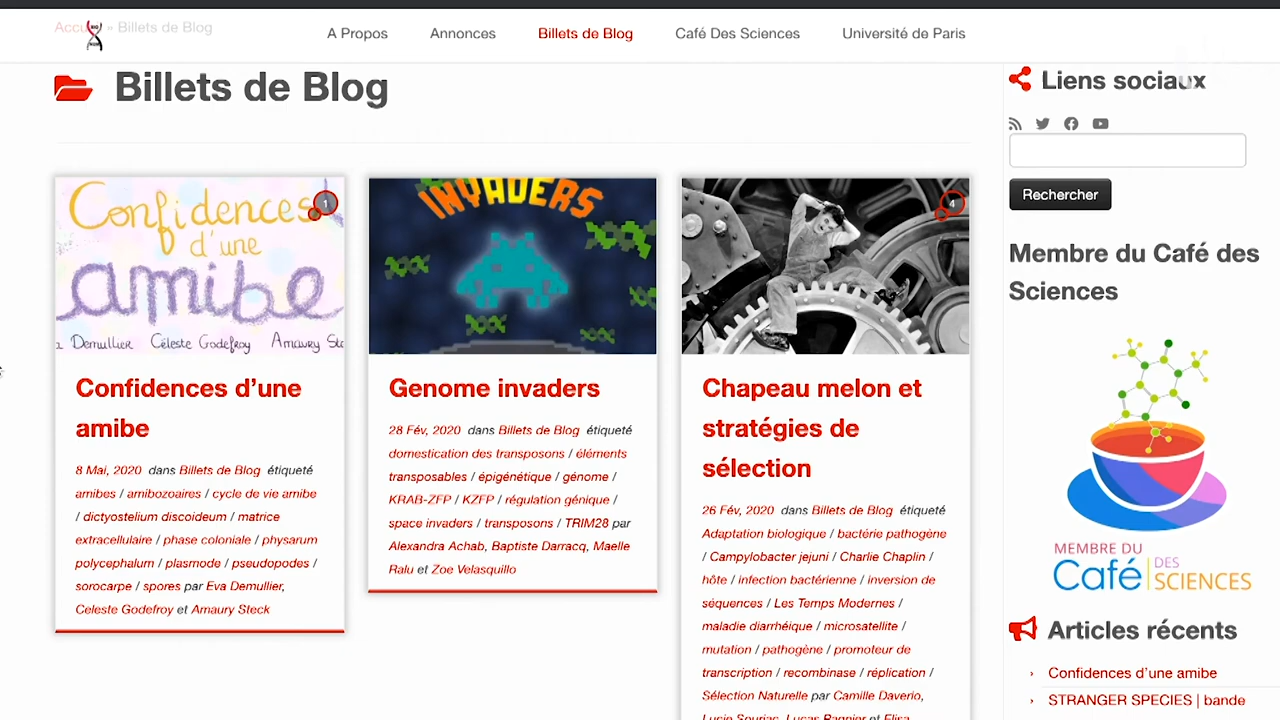 Accueil » Billets de Blog
A Propos
Annonces
Billets de Blog
Café Des Sciences
Université de Paris
Billets de Blog
Confidences
d'une
amibe
Demullier Céleste Godefroy Amaury
1
Confidences d’une
amibe
8 Mai, 2020 dans Billets de Blog étiqueté
amibes / amibozoaires / cycle de vie amibe
/ dictyostelium discoideum / matrice
extracellulaire / phase coloniale / physarum
polycephalum / plasmode / pseudopodes /
sorocarpe / spores par Eva Demullier,
Celeste Godefroy et Amaury Steck
INVADERS
Genome invaders
28 Fév, 2020 dans Billets de Blog étiqueté
domestication des transposons / éléments
transposables / épigénétique / génome /
KRAB-ZFP / KZFP / régulation génique /
space invaders / transposons / TRIM28 par
Alexandra Achab, Baptiste Darracq, Maelle
Ralu et Zoe Velasquillo
4
Chapeau melon et
stratégies de
sélection
26 Fév, 2020 dans Billets de Blog étiqueté
Adaptation biologique / bactérie pathogène
/ Campylobacter jejuni / Charlie Chaplin /
hôte / infection bactérienne / inversion de
séquences / Les Temps Modernes /
maladie diarrhéique / microsatellite /
mutation / pathogène / promoteur de
transcription / recombinase / réplication /
Sélection Naturelle par Camille Daverio,
Lucie Souriac, Lucas Ragnier et Elisa
Liens sociaux
Rechercher
Membre du Café des
Sciences
MEMBRE DU
Café DES SCIENCES
Articles récents
› Confidences d’une amibe
› STRANGER SPECIES | bande